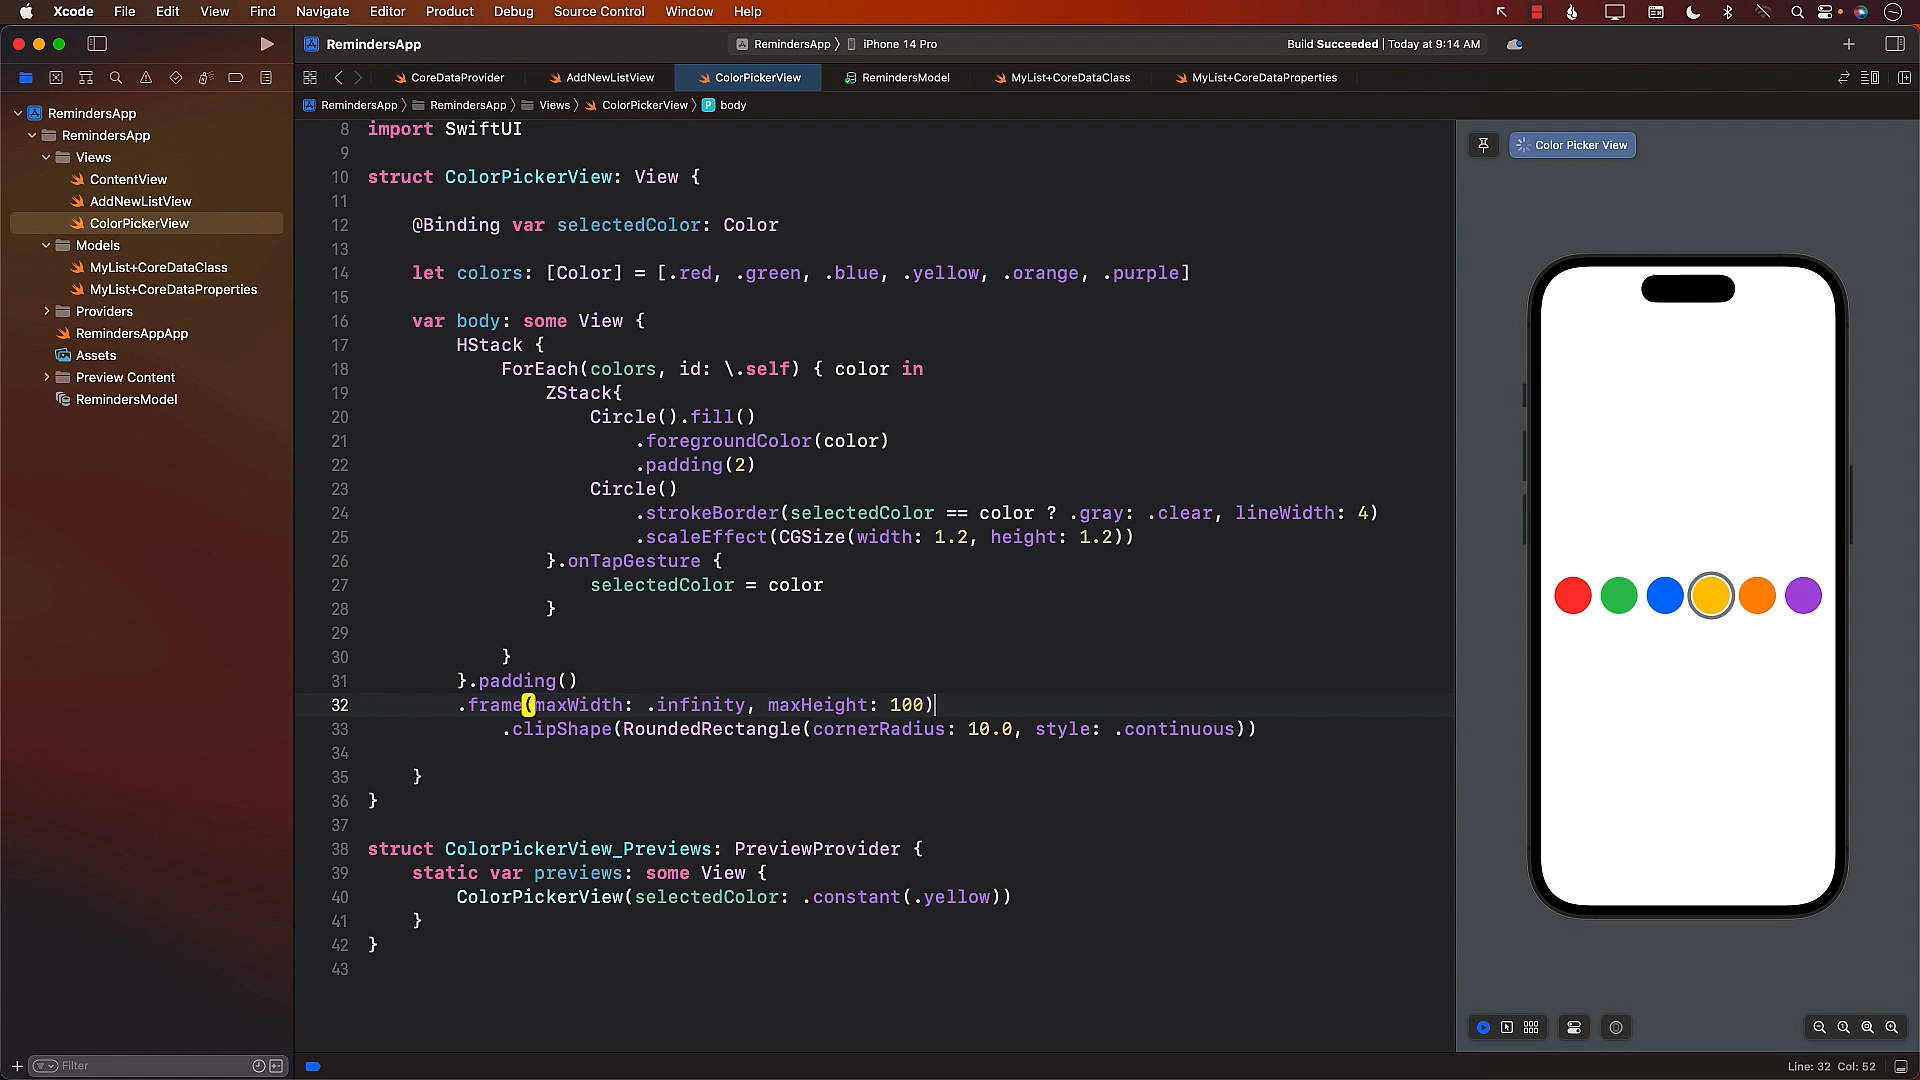 Xcode File Edit View Find Navigate Editor Product Debug Source Control Window Help
RemindersApp
RemindersApp iPhone 14 Pro
Build Succeeded | Today at 9:14 AM
CoreDataProvider AddNewListView ColorPickerView RemindersModel MyList+CoreDataClass MyList+CoreDataProperties
RemindersApp RemindersApp Views ColorPickerView P body
RemindersApp
RemindersApp
Views
ContentView
AddNewListView
ColorPickerView
Models
MyList+CoreDataClass
MyList+CoreDataProperties
Providers
RemindersAppApp
Assets
Preview Content
RemindersModel
Filter
8 import SwiftUI
9
10 struct ColorPickerView: View {
11
12 @Binding var selectedColor: Color
13
14 let colors: [Color] = [.red, .green, .blue, .yellow, .orange, .purple]
15
16 var body: some View {
17 HStack {
18 ForEach(colors, id: \.self) { color in
19 ZStack{
20 Circle().fill()
21 .foregroundColor(color)
22 .padding(2)
23 Circle()
24 .strokeBorder(selectedColor == color ? .gray: .clear, lineWidth: 4)
25 .scaleEffect(CGSize(width: 1.2, height: 1.2))
26 }.onTapGesture {
27 selectedColor = color
28 }
29
30 }
31 }.padding()
32 .frame(maxWidth: .infinity, maxHeight: 100)
33 .clipShape(RoundedRectangle(cornerRadius: 10.0, style: .continuous))
34
35 }
36 }
37
38 struct ColorPickerView_Previews: PreviewProvider {
39 static var previews: some View {
40 ColorPickerView(selectedColor: .constant(.yellow))
41 }
42 }
43
Color Picker View
Line: 32 Col: 52